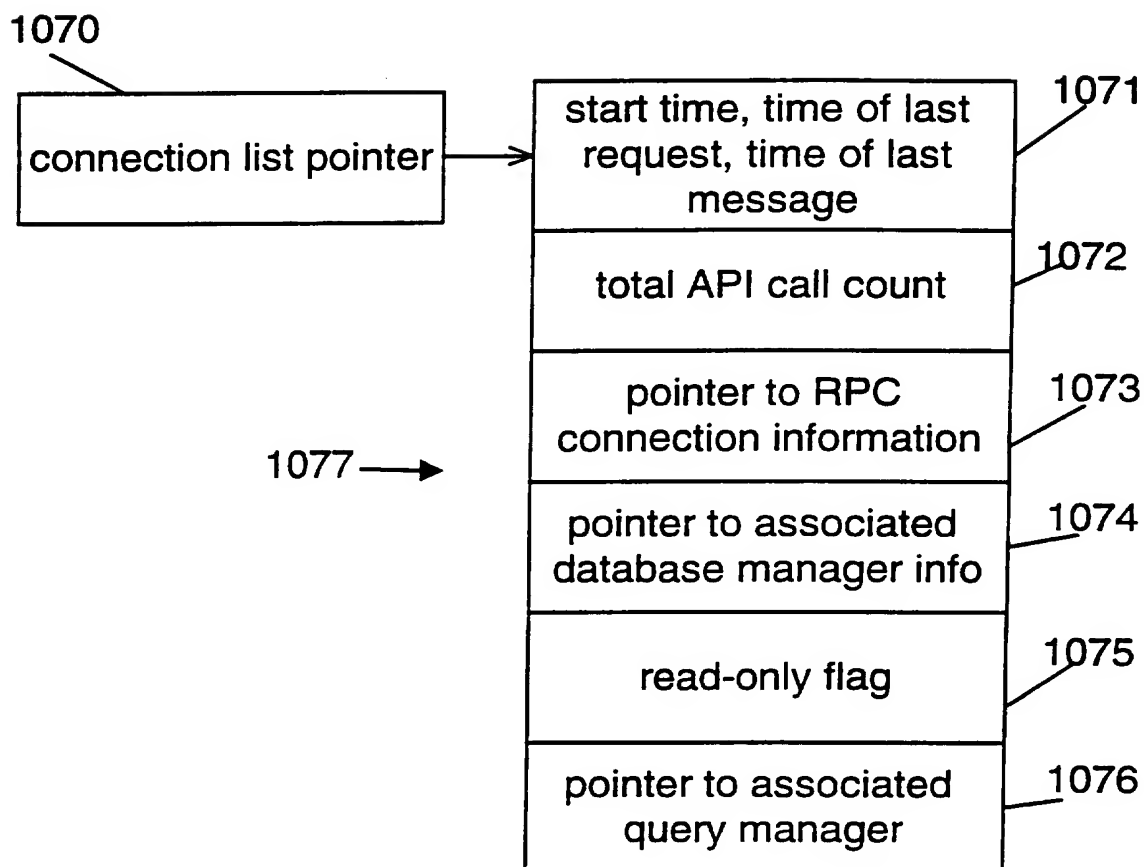 1070
connection list pointer
start time, time of last
request, time of last
message
1071
total API call count
1072
pointer to RPC
connection information
1073
1077
pointer to associated
database manager info
1074
read-only flag
1075
pointer to associated
query manager
1076